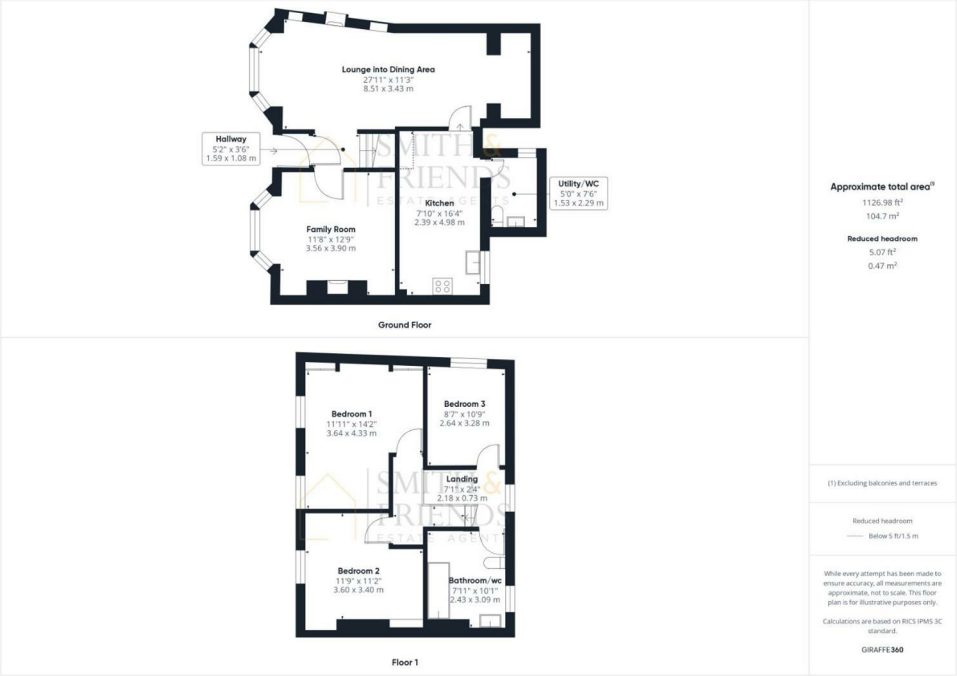 Lounge into Dining Area
27'11" x 11'3"
8.51 x 3.43 m
Hallway
5'2" x 3'6"
1.59 x 1.08 m
SMITH &
FRIENDS
ESTATE AGENTS
Kitchen
7'10" x 16'4"
2.39 x 4.98 m
Utility/WC
5'0" x 7'6"
1.53 x 2.29 m
Family Room
11'8" x 12'9"
3.56 x 3.90 m
Ground Floor
Bedroom 1
11'11" x 14'2"
3.64 x 4.33 m
Bedroom 3
8'7" x 10'9"
2.64 x 3.28 m
Landing
7'1" x 2'4"
2.18 x 0.73 m
SMITH &
FRIENDS
ESTATE AGENTS
Bedroom 2
11'9" x 11'2"
3.60 x 3.40 m
Bathroom/wc
7'11" x 10'1"
2.43 x 3.09 m
Floor 1
Approximate total area(1)
1126.98 ft²
104.7 m²
Reduced headroom
5.07 ft²
0.47 m²
(1) Excluding balconies and terraces
Reduced headroom
Below 5 ft/1.5 m
While every attempt has been made to
ensure accuracy, all measurements are
approximate, not to scale. This floor
plan is for illustrative purposes only.
Calculations are based on RICS IPMS 3C
standard.
GIRAFFE360